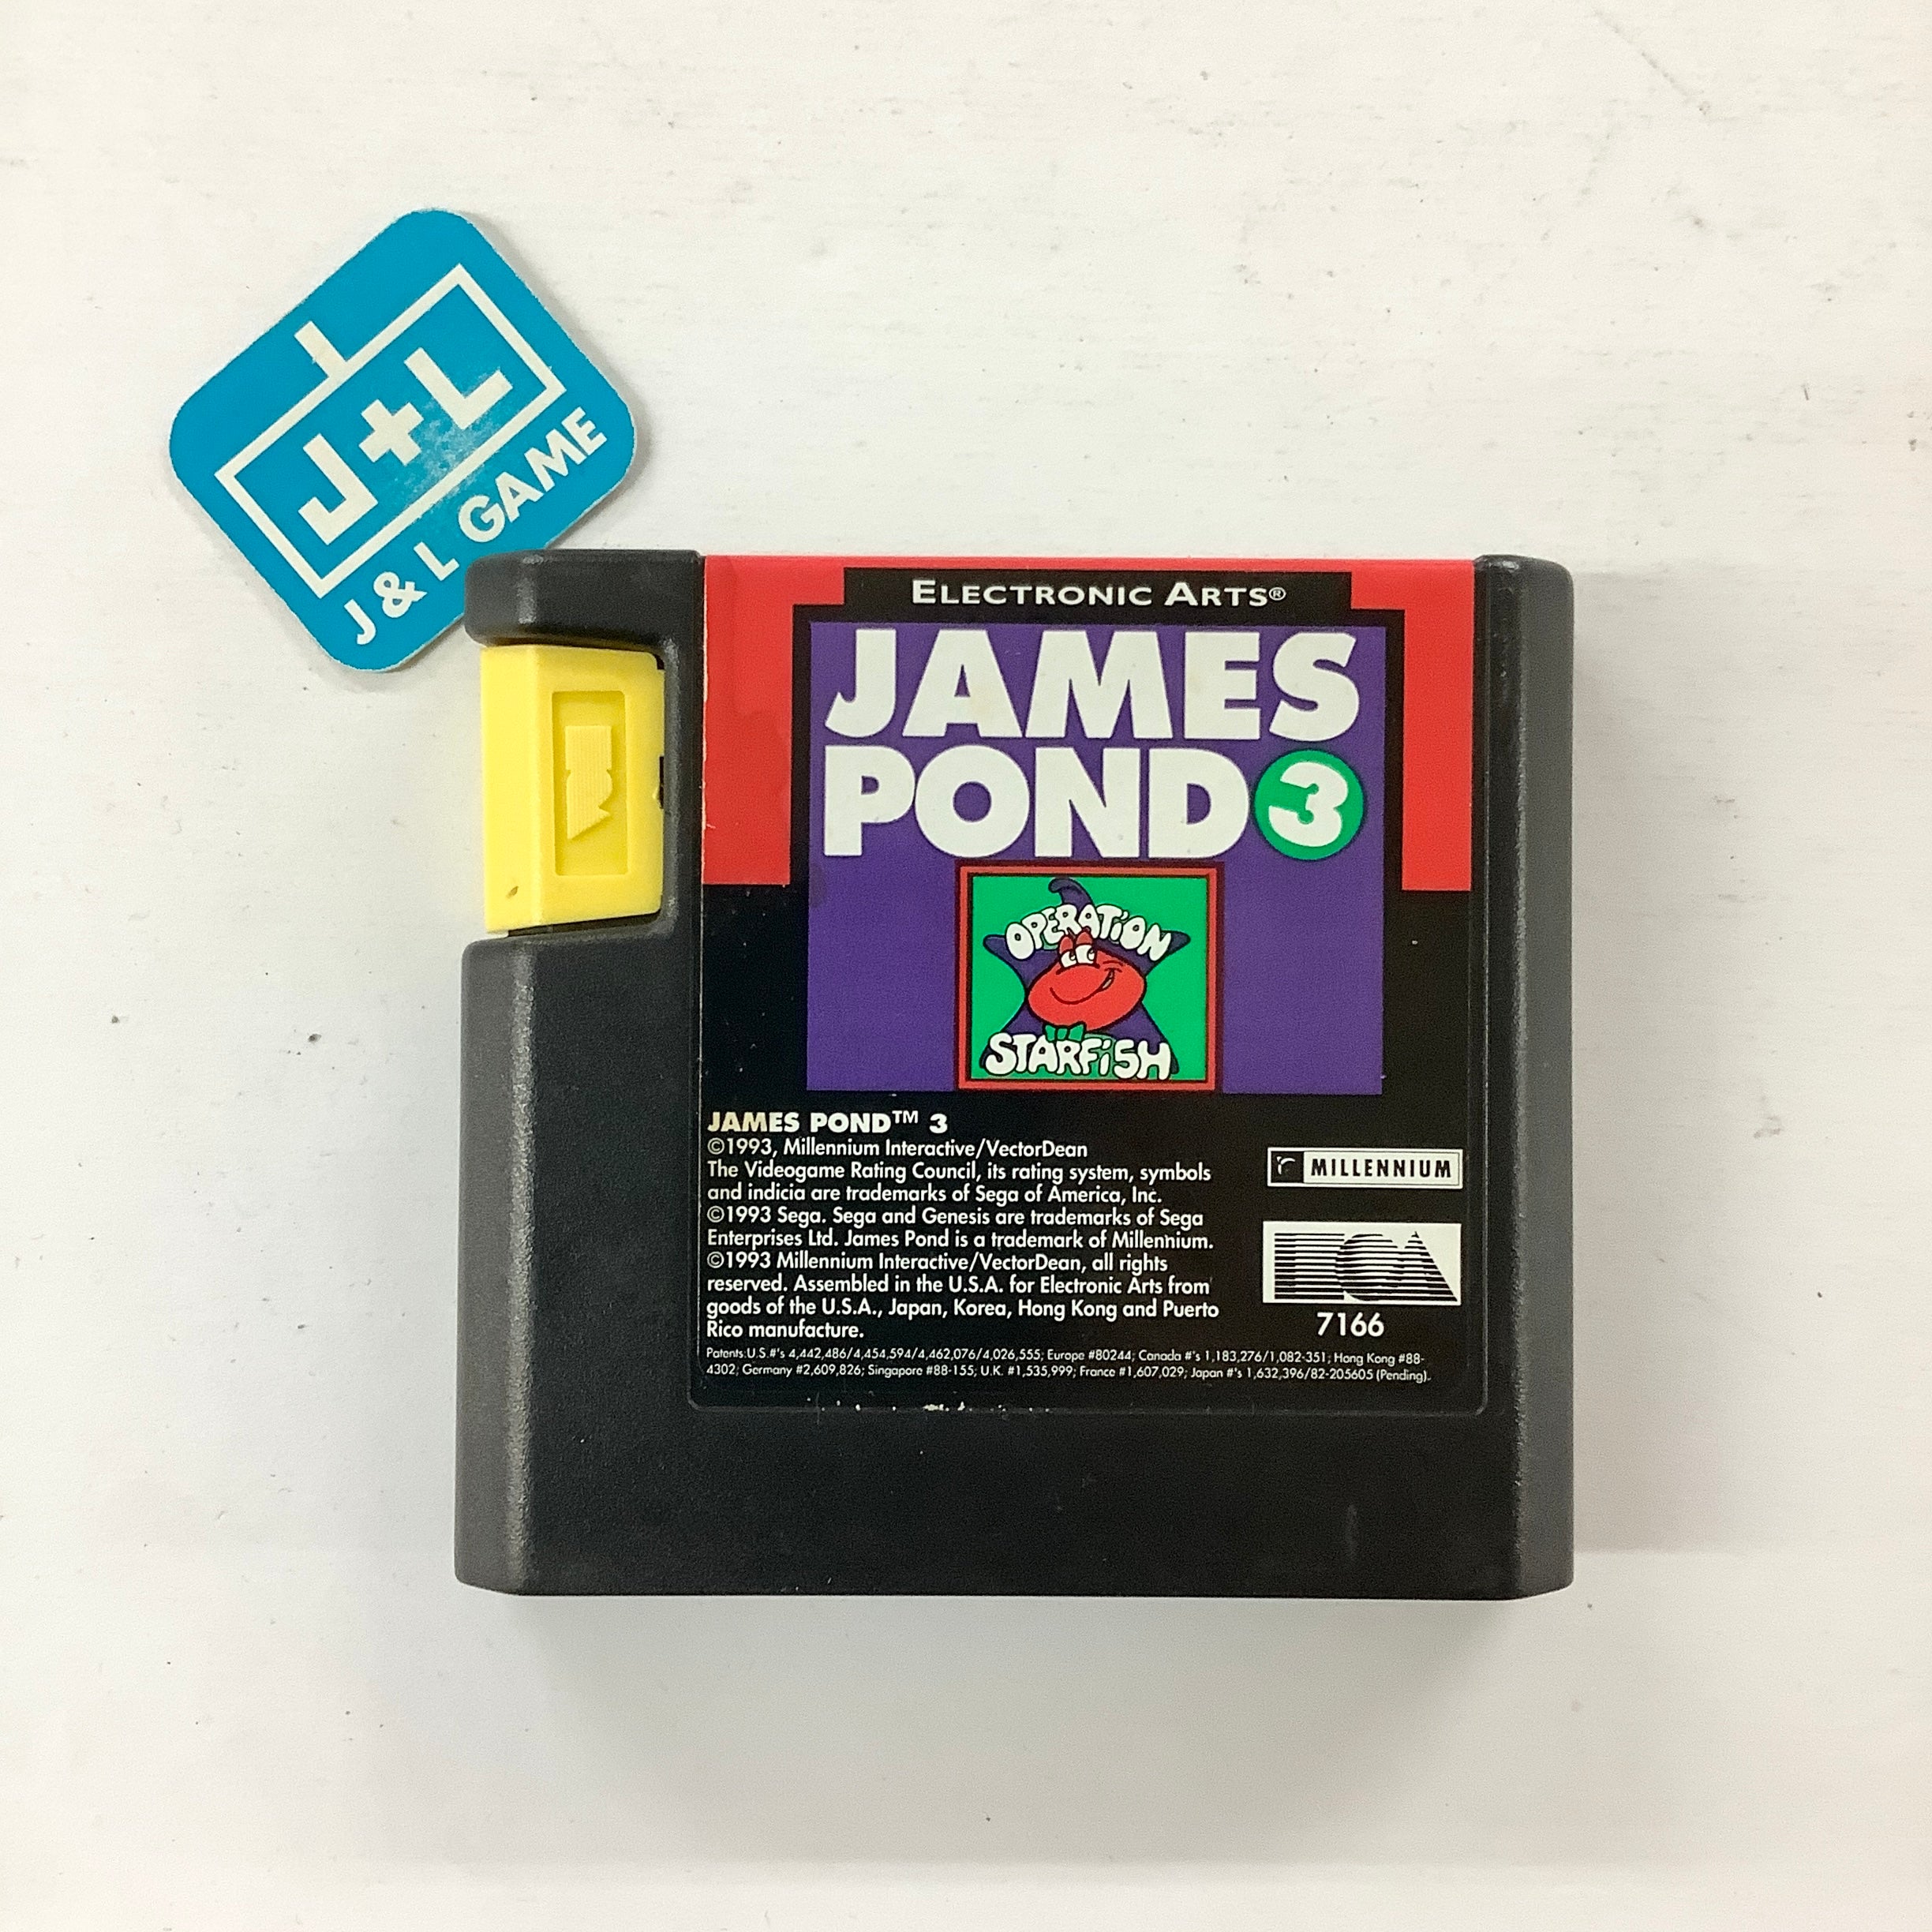 J+L
J & L GAME
ELECTRONIC ARTS®
JAMES
POND 3
OPERATiON
STARFiSH
JAMES POND™ 3
©1993, Millennium Interactive/VectorDean
The Videogame Rating Council, its rating system, symbols
and indicia are trademarks of Sega of America, Inc.
©1993 Sega. Sega and Genesis are trademarks of Sega
Enterprises Ltd. James Pond is a trademark of Millennium.
©1993 Millennium Interactive/VectorDean, all rights
reserved. Assembled in the U.S.A. for Electronic Arts from
goods of the U.S.A., Japan, Korea, Hong Kong and Puerto
Rico manufacture.
Patents:U.S.#'s 4,442,486/4,454,594/4,462,076/4,026,555; Europe #80244; Canada #'s 1,183,276/1,082-351; Hong Kong #88-
4302; Germany #2,609,826; Singapore #88-155; U.K. #1,535,999; France #1,607,029; Japan #'s 1,632,396/82-205605 (Pending).
MILLENNIUM
EOA
7166